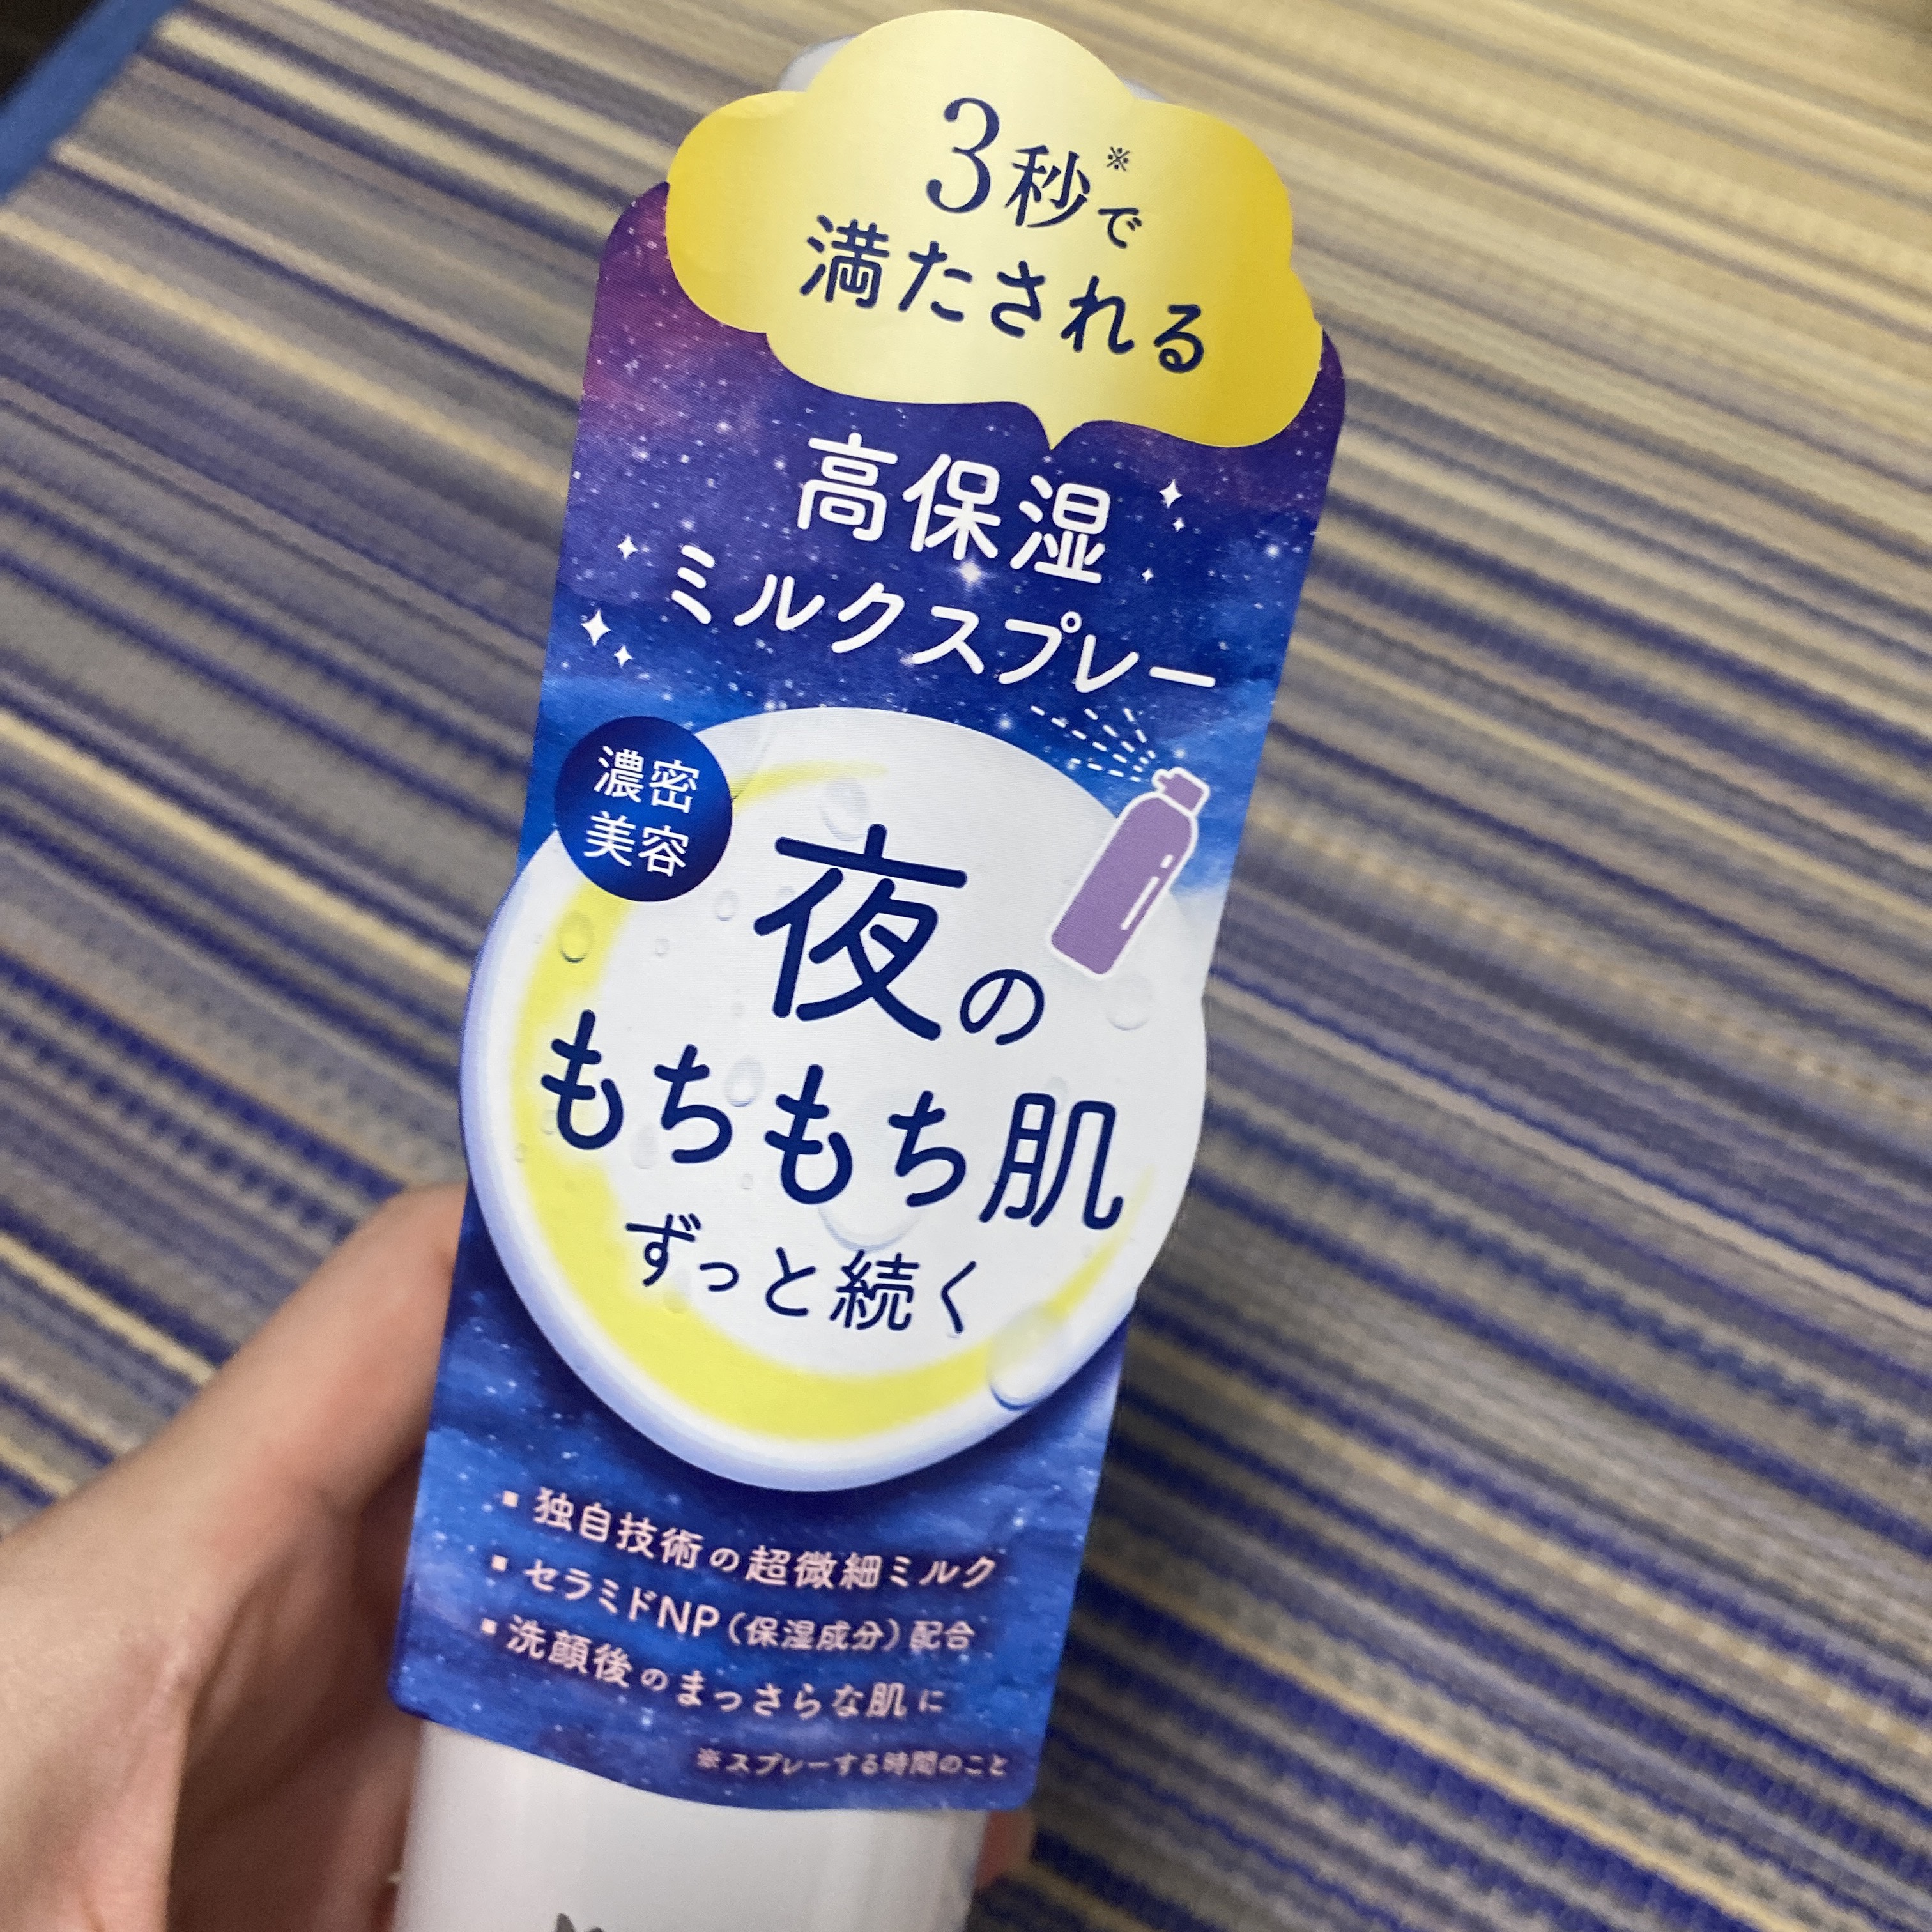 3秒※で
満たされる
高保湿
ミルクスプレー
濃密
美容
夜の
もちもち肌
ずっと続く
▪ 独自技術の超微細ミルク
▪ セラミドNP（保湿成分）配合
▪ 洗顔後のまっさらな肌に
※スプレーする時間のこと